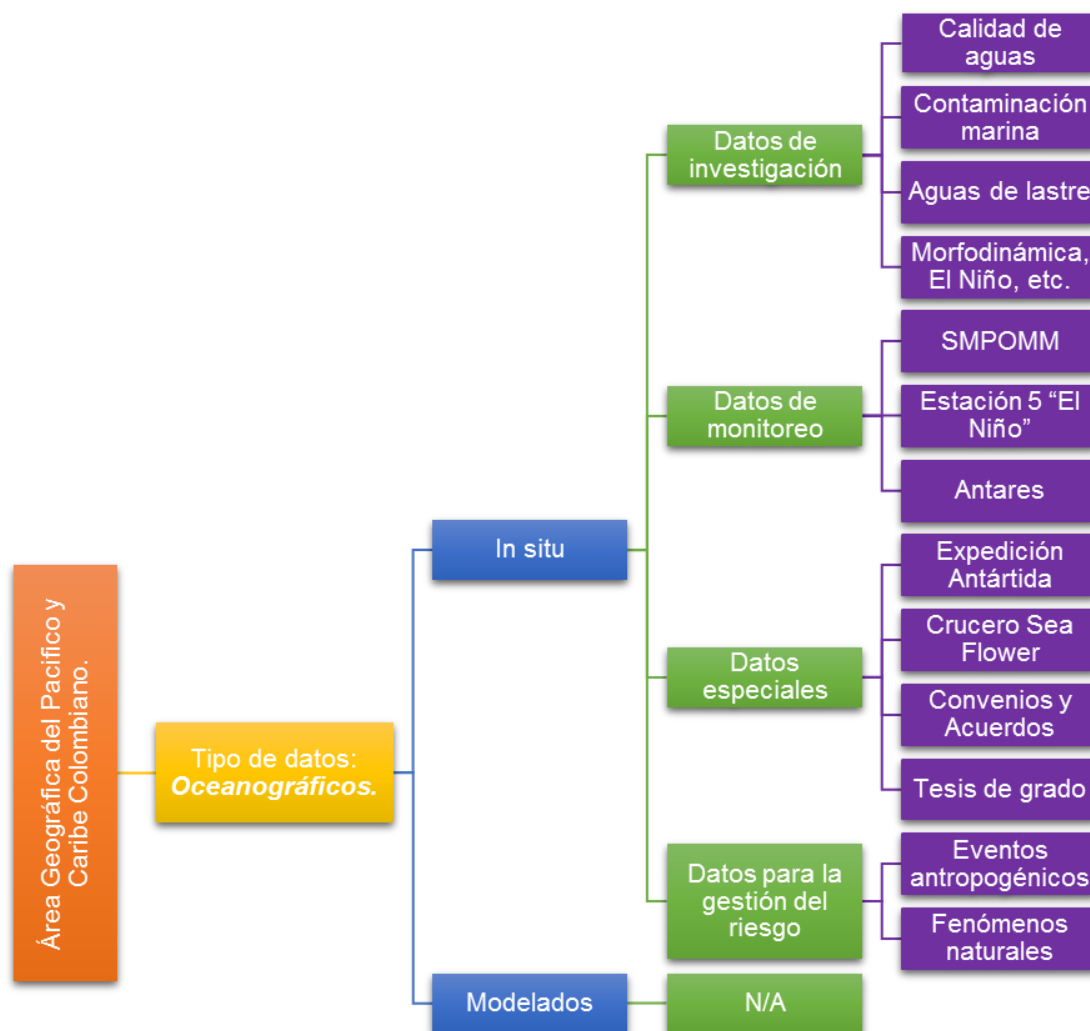 Área Geográfica del Pacifico y
Caribe Colombiano.
Tipo de datos:
Oceanográficos.
In situ
Datos de
investigación
Calidad de
aguas
Contaminación
marina
Aguas de lastre
Morfodinámica,
El Niño, etc.
Datos de
monitoreo
SMPOMM
Estación 5 “El
Niño”
Antares
Datos
especiales
Expedición
Antártida
Crucero Sea
Flower
Convenios y
Acuerdos
Tesis de grado
Datos para la
gestión del
riesgo
Eventos
antropogénicos
Fenómenos
naturales
Modelados
N/A